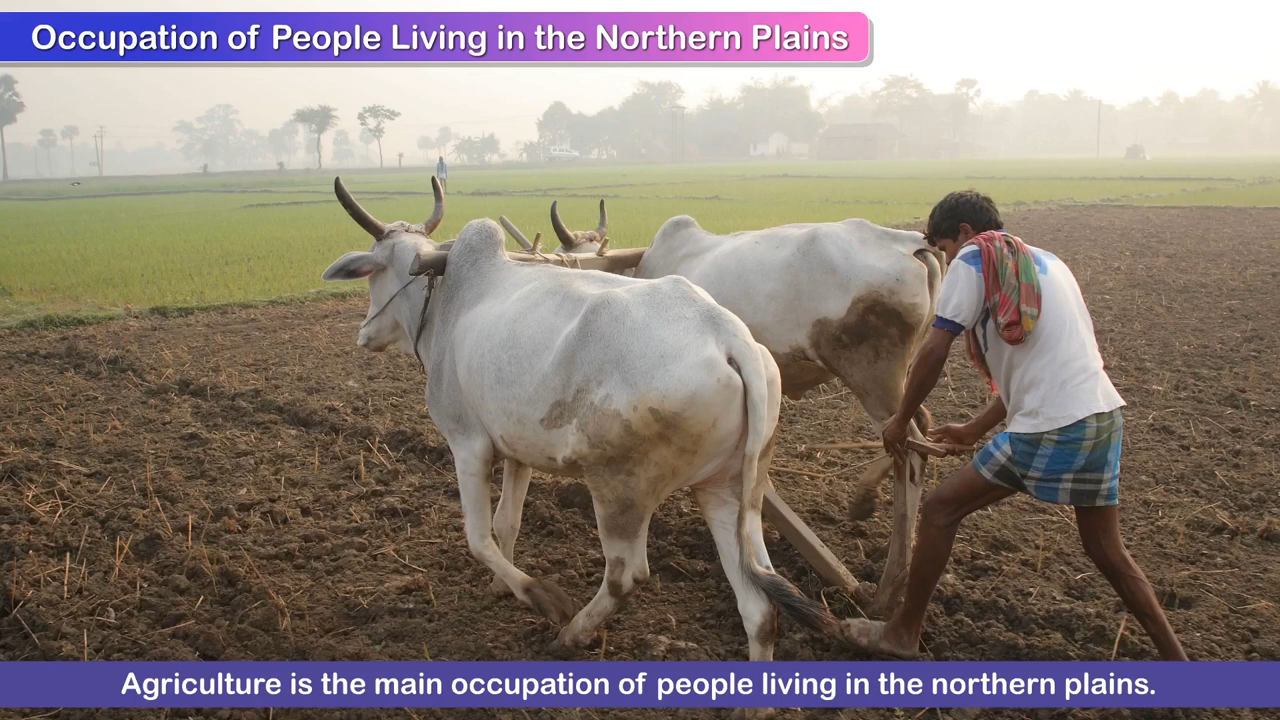 Occupation of People Living in the Northern Plains
Agriculture is the main occupation of people living in the northern plains.